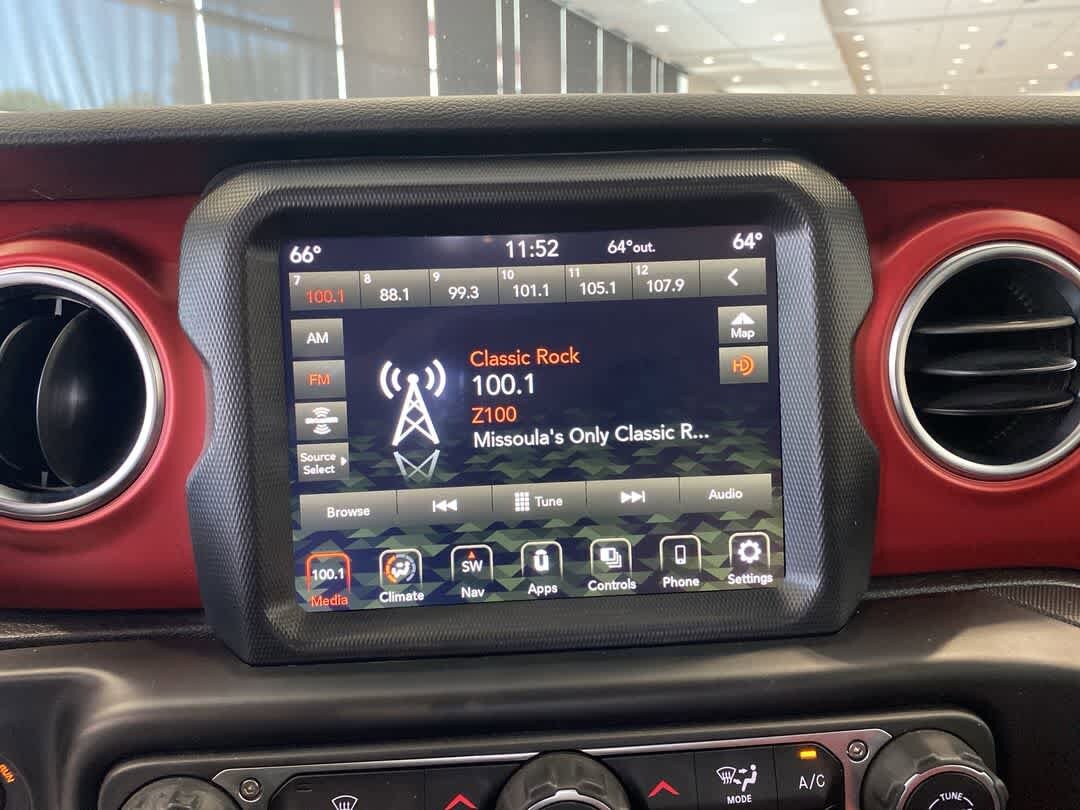 66° 11:52 64°out. 64°
7 100.1 8 88.1 9 99.3 10 101.1 11 105.1 12 107.9
AM
FM
Source
Select
Map
HD
Classic Rock
100.1
Z100
Missoula's Only Classic R...
Browse Tune Audio
100.1 SW
Media Climate Nav Apps Controls Phone Settings
MODE
A/C
TUNE